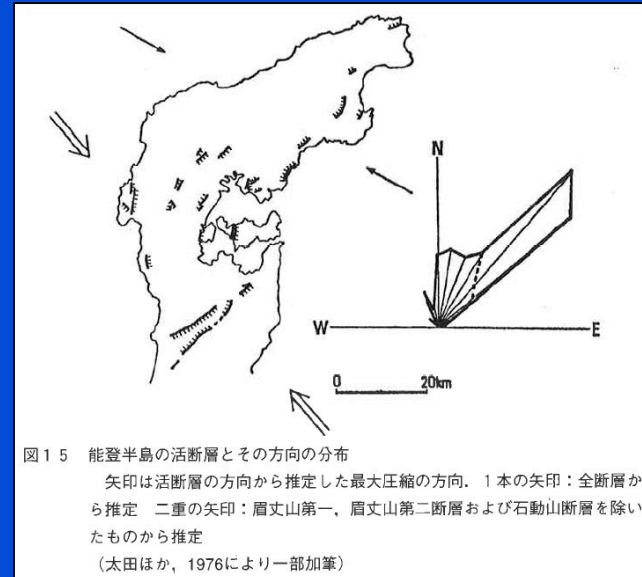 N
W
E
0
20km
図15 能登半島の活断層とその方向の分布
矢印は活断層の方向から推定した最大圧縮の方向. 1本の矢印:全断層か
ら推定 二重の矢印:眉丈山第一,眉丈山第二断層および石動山断層を除い
たものから推定
(太田ほか,1976により一部加筆)